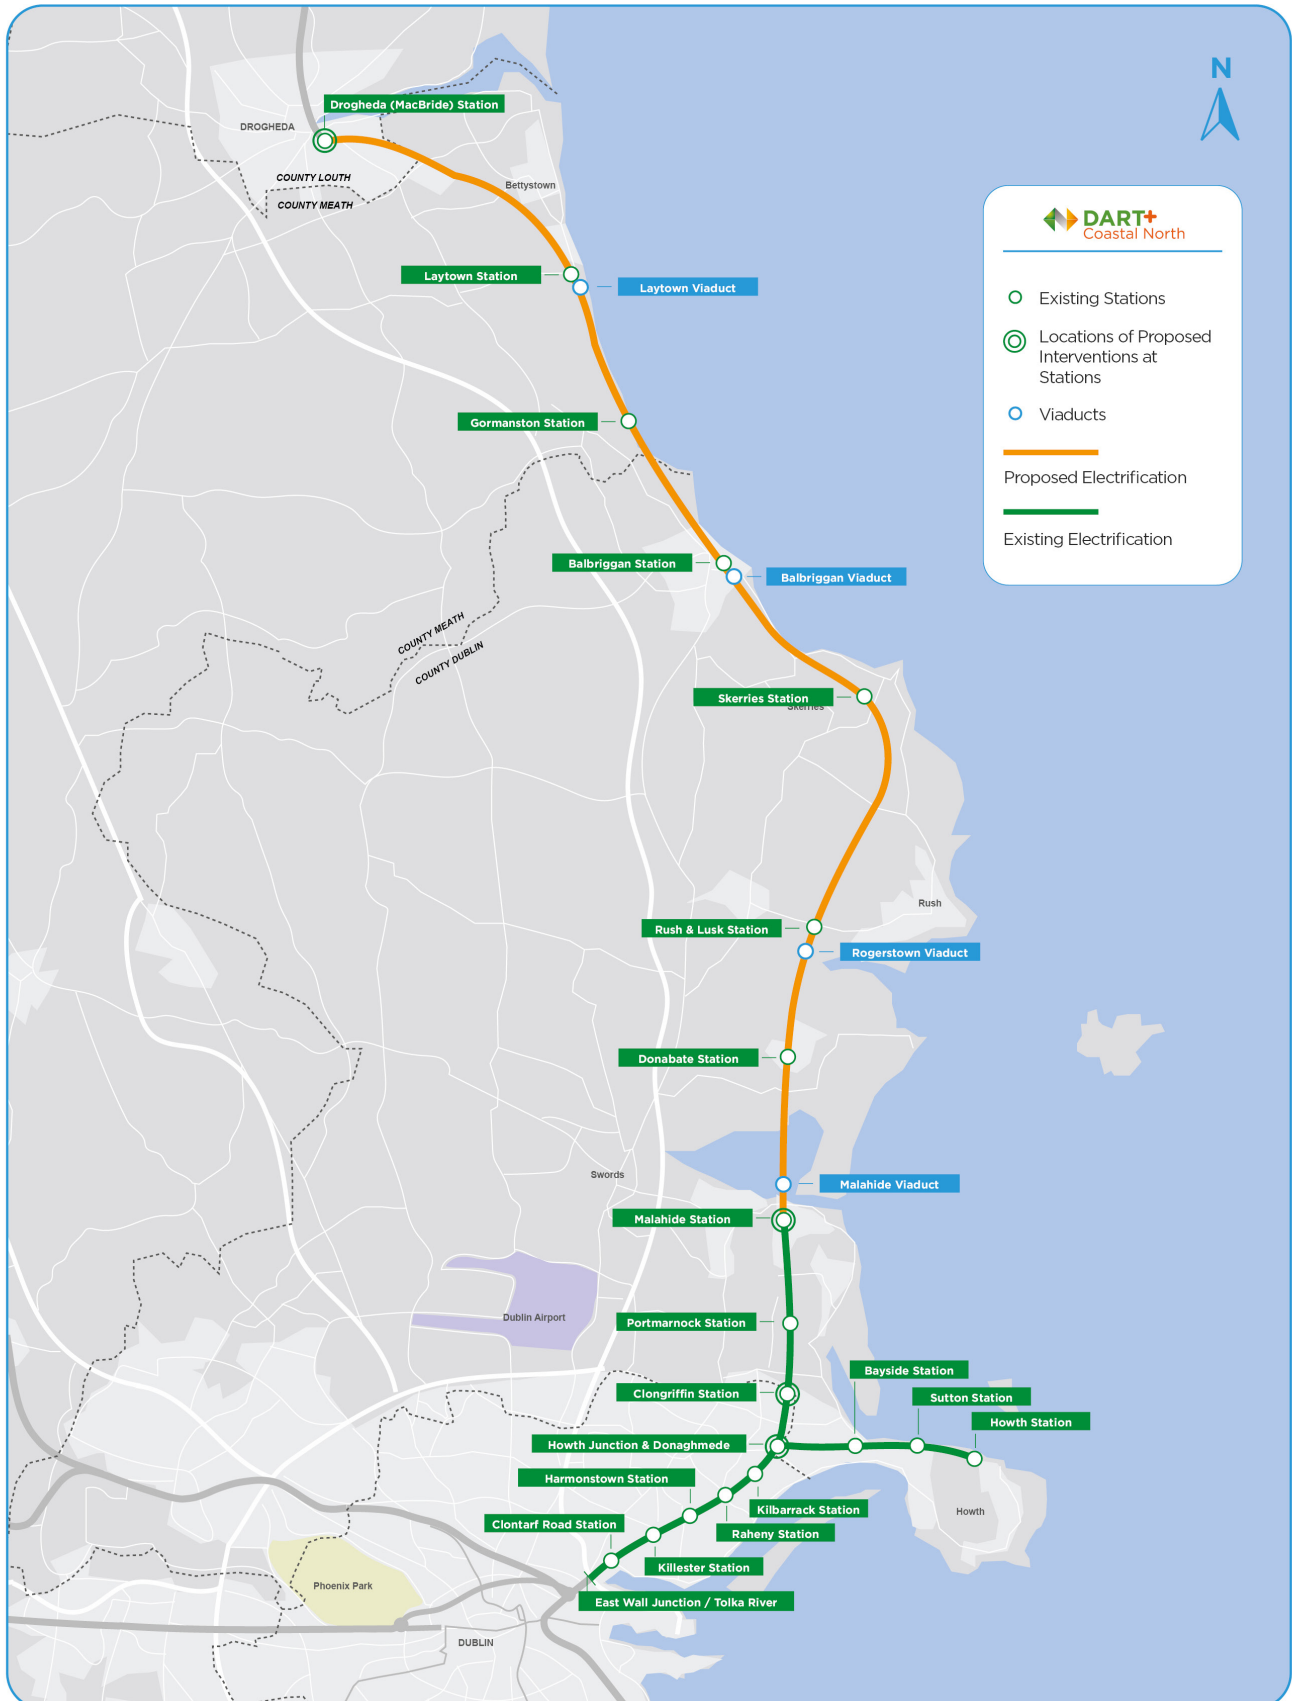 N
Drogheda (MacBride) Station
DROGHEDA
COUNTY LOUTH
COUNTY MEATH
Bettystown
DART+
Coastal North
Existing Stations
Locations of Proposed
Interventions at
Stations
Viaducts
Proposed Electrification
Existing Electrification
Laytown Station
Laytown Viaduct
Gormanston Station
Balbriggan Station
Balbriggan Viaduct
COUNTY MEATH
COUNTY DUBLIN
Skerries Station
Skerries
Rush
Rush & Lusk Station
Rogerstown Viaduct
Donabate Station
Swords
Malahide Viaduct
Malahide Station
Dublin Airport
Portmarnock Station
Bayside Station
Clongriffin Station
Sutton Station
Howth Station
Howth Junction & Donaghmede
Harmonstown Station
Kilbarrack Station
Howth
Clontarf Road Station
Raheny Station
Killester Station
Phoenix Park
East Wall Junction / Tolka River
DUBLIN